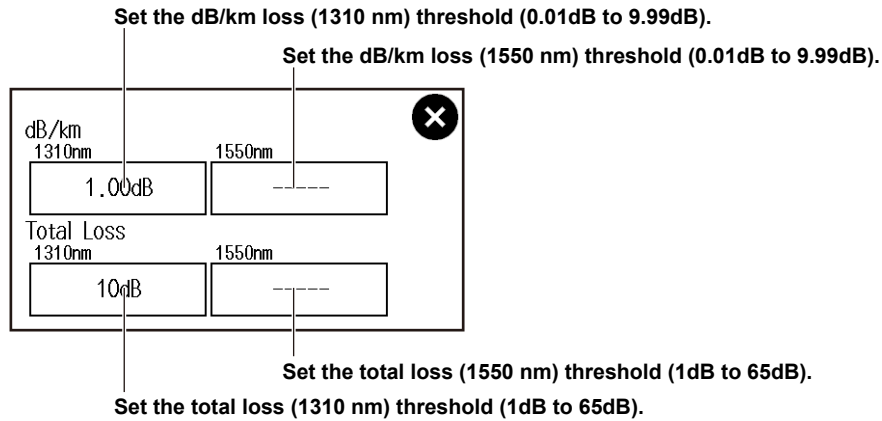 Set the dB/km loss (1310 nm) threshold (0.01dB to 9.99dB).
Set the dB/km loss (1550 nm) threshold (0.01dB to 9.99dB).
dB/km
1310nm 1550nm
1.00dB -----
Total Loss
1310nm 1550nm
10dB -----
Set the total loss (1550 nm) threshold (1dB to 65dB).
Set the total loss (1310 nm) threshold (1dB to 65dB).